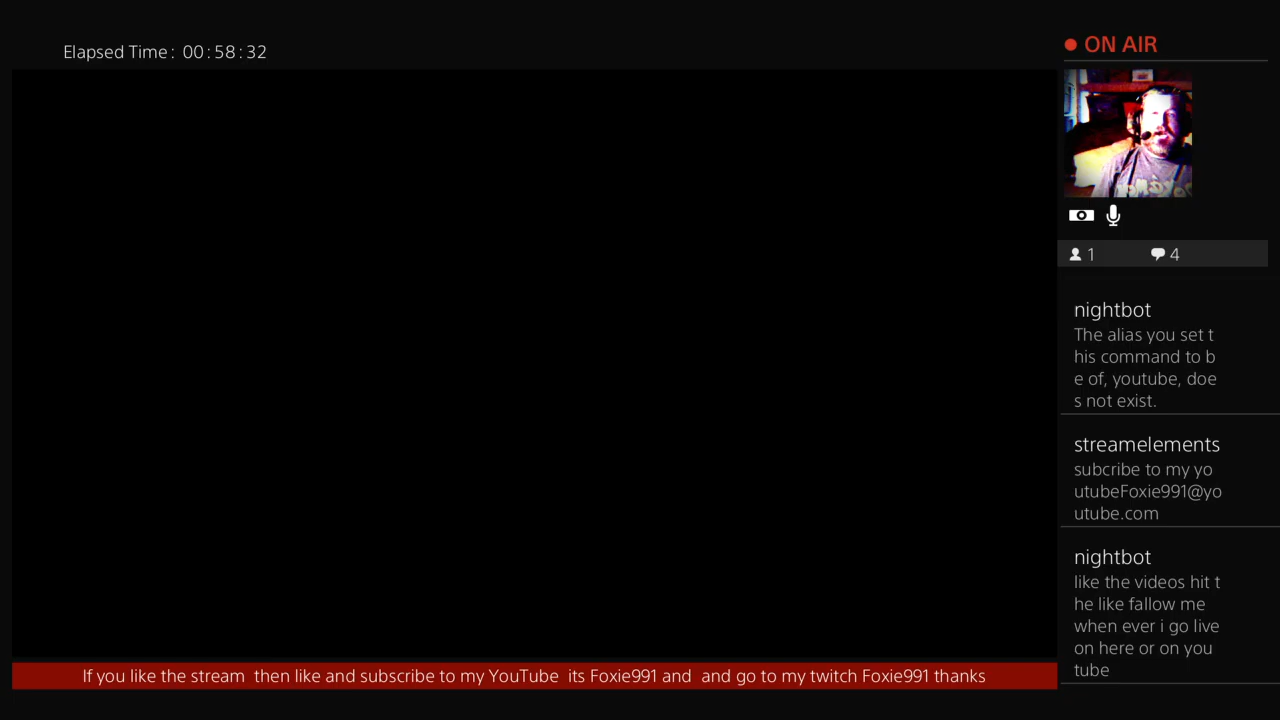 Elapsed Time: 00:58:32
ON AIR
1
4
nightbot
The alias you set t
his command to b
e of, youtube, doe
s not exist.
streamelements
subcribe to my yo
utubeFoxie991@yo
utube.com
nightbot
like the videos hit t
he like fallow me
when ever i go live
on here or on you
tube
If you like the stream then like and subscribe to my YouTube its Foxie991 and and go to my twitch Foxie991 thanks